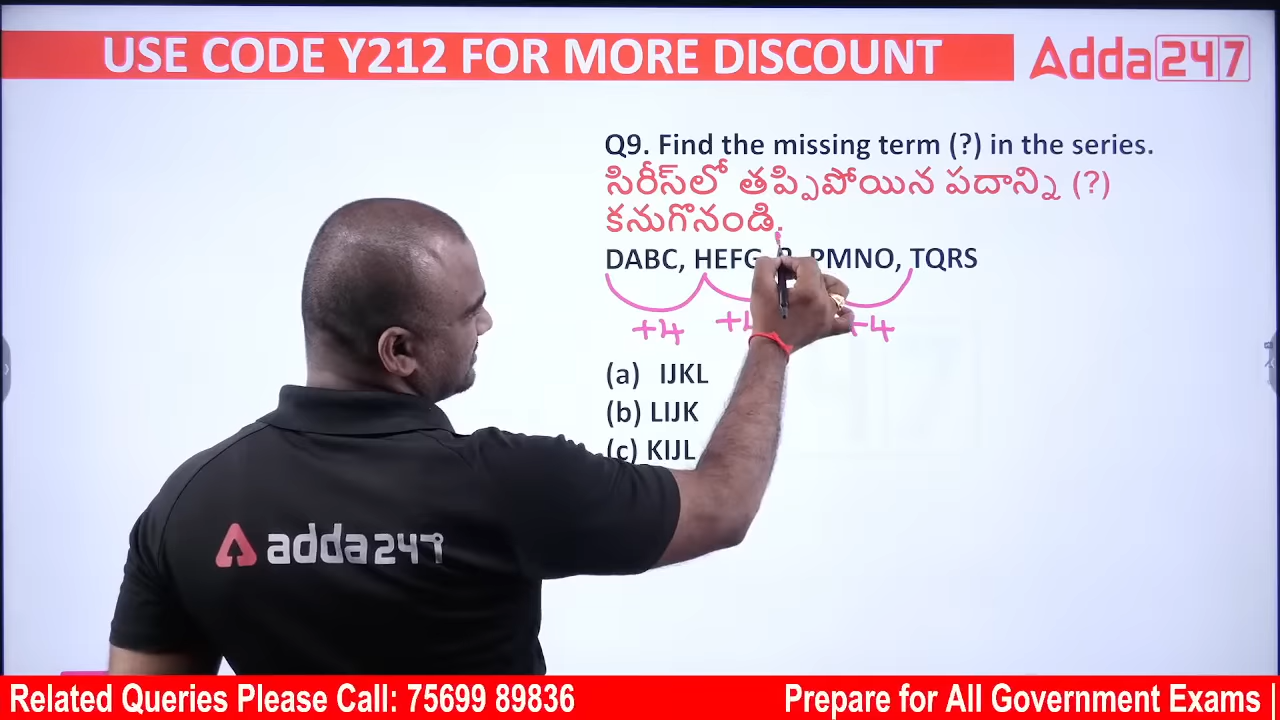 USE CODE Y212 FOR MORE DISCOUNT
Adda247
Q9. Find the missing term (?) in the series.
సిరీస్‌లో తప్పిపోయిన పదాన్ని (?)
కనుగొనండి.
DABC, HEFG PMNO, TQRS
+4 +4
(a) IJKL
(b) LIJK
(c) KIJL
adda247
Related Queries Please Call: 75699 89836
Prepare for All Government Exams |